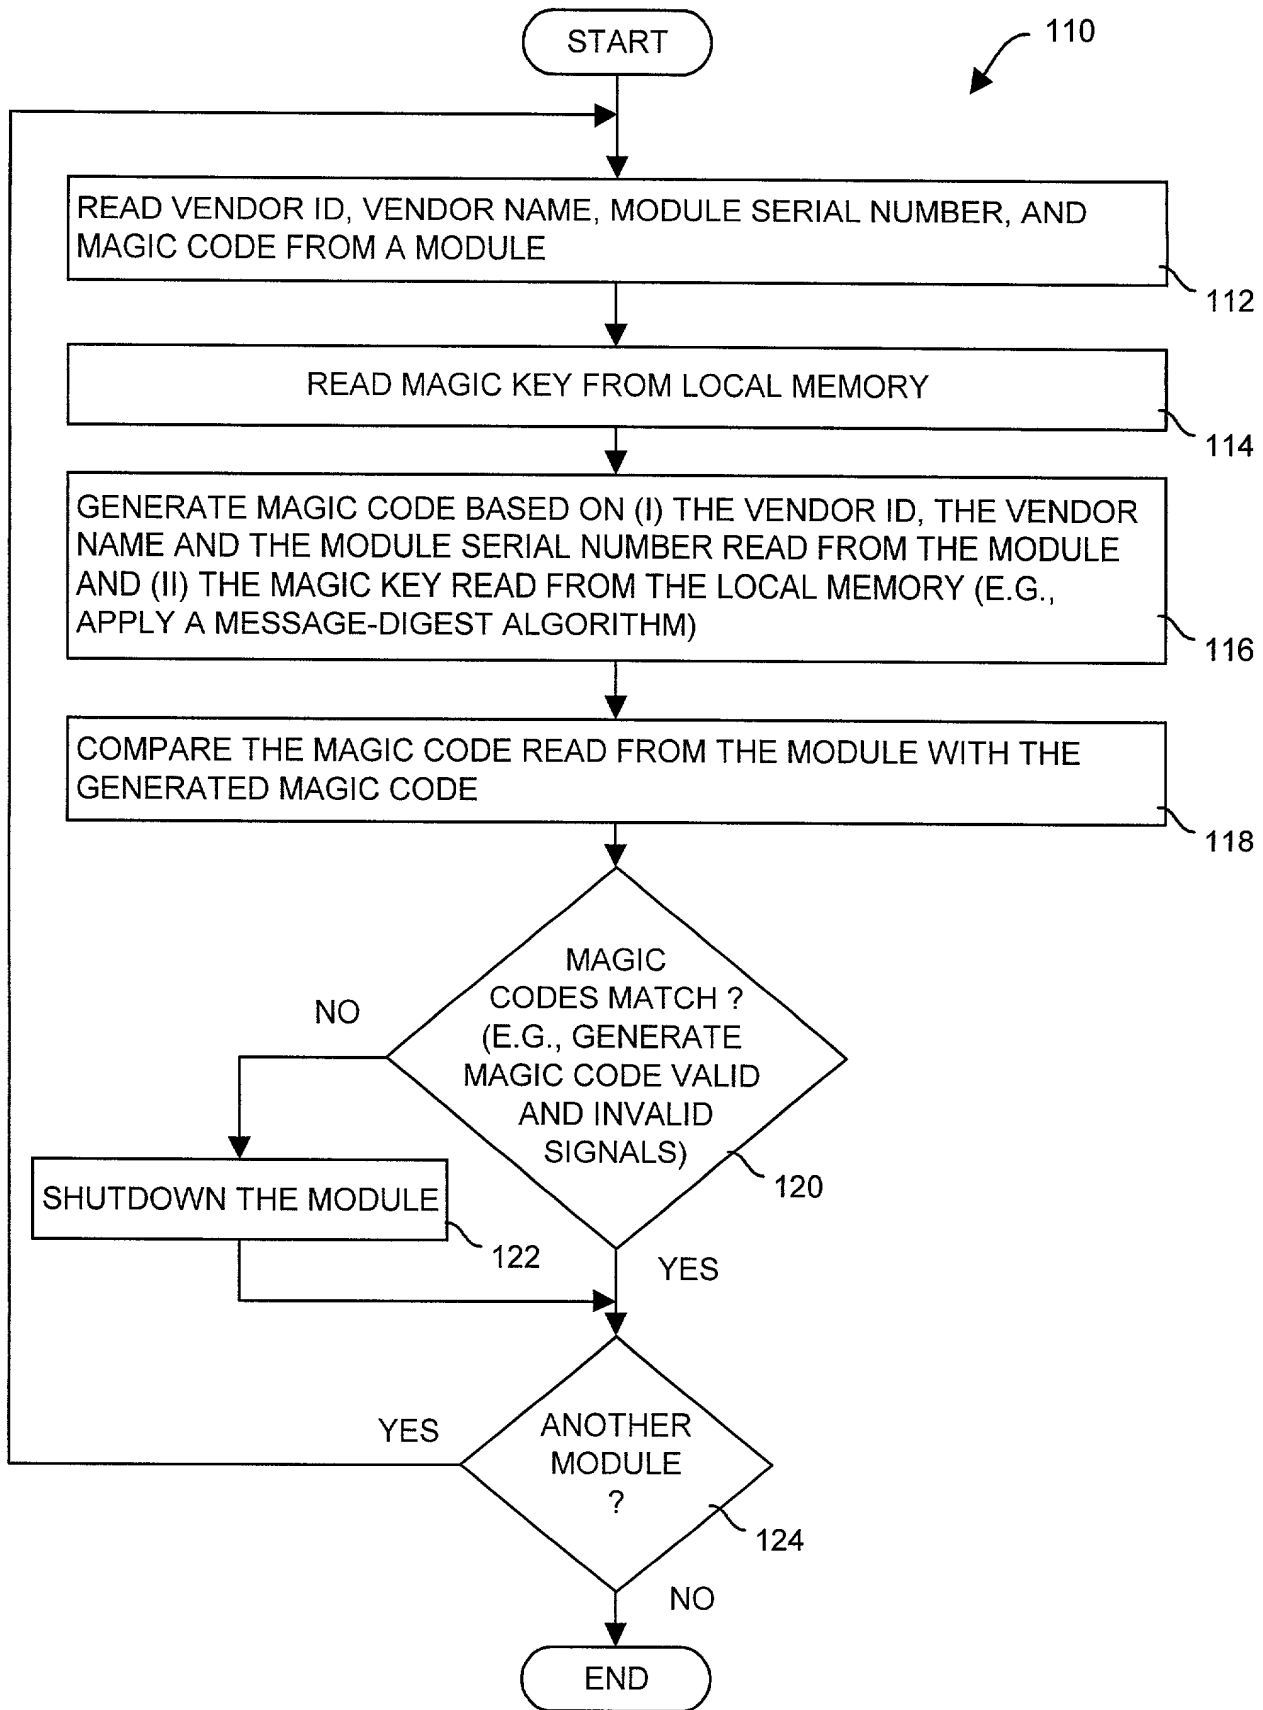 START
110
READ VENDOR ID, VENDOR NAME, MODULE SERIAL NUMBER, AND
MAGIC CODE FROM A MODULE
112
READ MAGIC KEY FROM LOCAL MEMORY
114
GENERATE MAGIC CODE BASED ON (I) THE VENDOR ID, THE VENDOR
NAME AND THE MODULE SERIAL NUMBER READ FROM THE MODULE
AND (II) THE MAGIC KEY READ FROM THE LOCAL MEMORY (E.G.,
APPLY A MESSAGE-DIGEST ALGORITHM)
116
COMPARE THE MAGIC CODE READ FROM THE MODULE WITH THE
GENERATED MAGIC CODE
118
MAGIC
CODES MATCH ?
(E.G., GENERATE
MAGIC CODE VALID
AND INVALID
SIGNALS)
NO
120
SHUTDOWN THE MODULE
122
YES
ANOTHER
MODULE
?
YES
124
NO
END